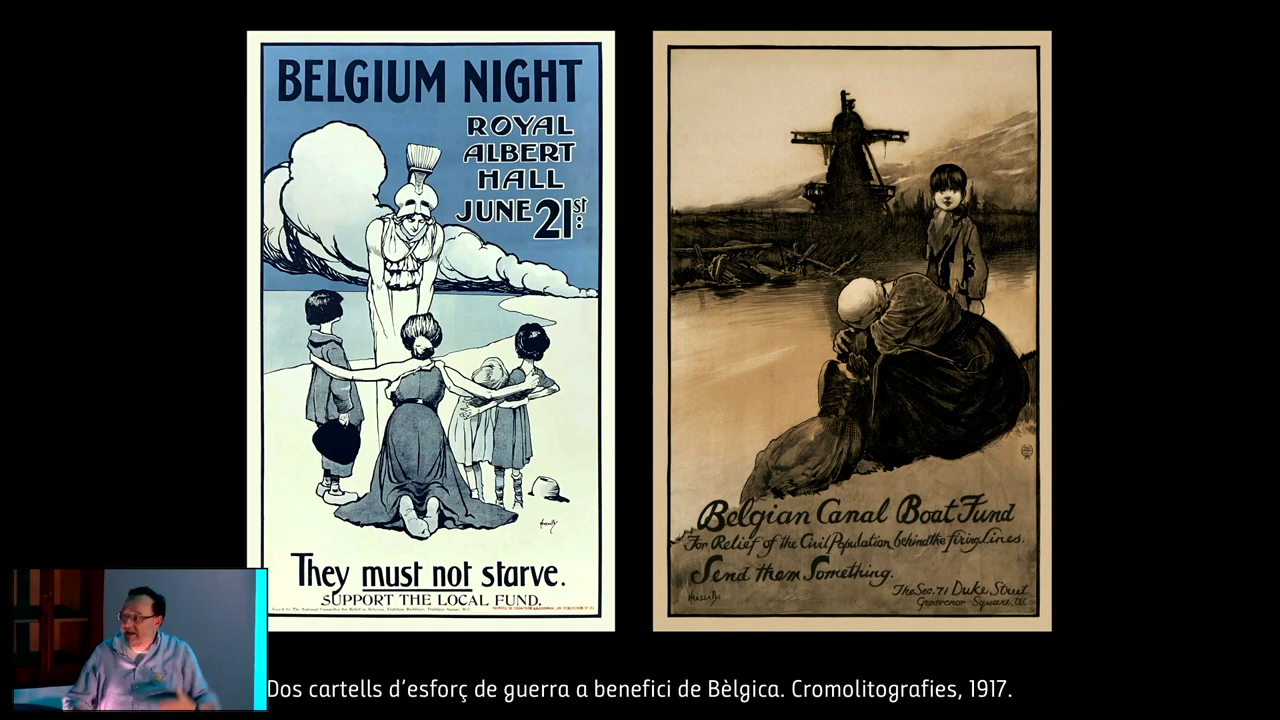 BELGIUM NIGHT
ROYAL
ALBERT
HALL
JUNE 21st:
They must not starve.
SUPPORT THE LOCAL FUND.
Belgian Canal Boat Fund
For Relief of the Civil Population behind the firing Lines.
Send them Something.
The Sec. 71 Duke Street
Grosvenor Square, W.
Dos cartells d’esforç de guerra a benefici de Bèlgica. Cromolitografies, 1917.